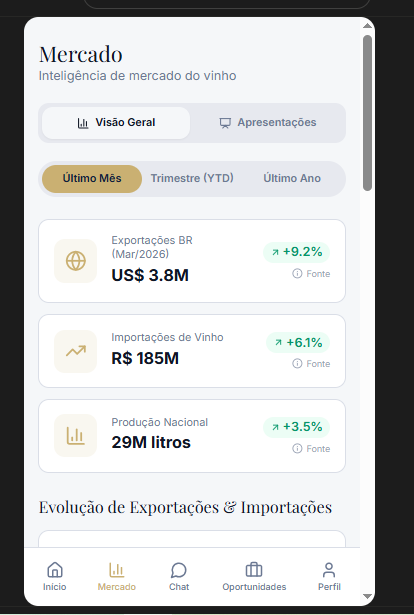 Mercado
Inteligência de mercado do vinho
Visão Geral
Apresentações
Último Mês
Trimestre (YTD)
Último Ano
Exportações BR
(Mar/2026)
US$ 3.8M
+9.2%
Fonte
Importações de Vinho
R$ 185M
+6.1%
Fonte
Produção Nacional
29M litros
+3.5%
Fonte
Evolução de Exportações & Importações
Início
Mercado
Chat
Oportunidades
Perfil